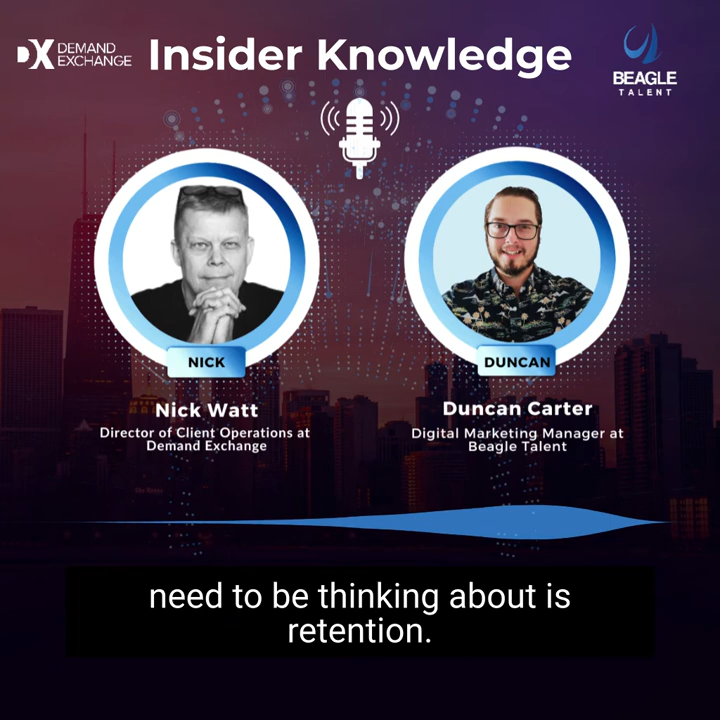 DX DEMAND
EXCHANGE
Insider Knowledge
BEAGLE
TALENT
NICK
DUNCAN
Nick Watt
Director of Client Operations at
Demand Exchange
Duncan Carter
Digital Marketing Manager at
Beagle Talent
need to be thinking about is
retention.